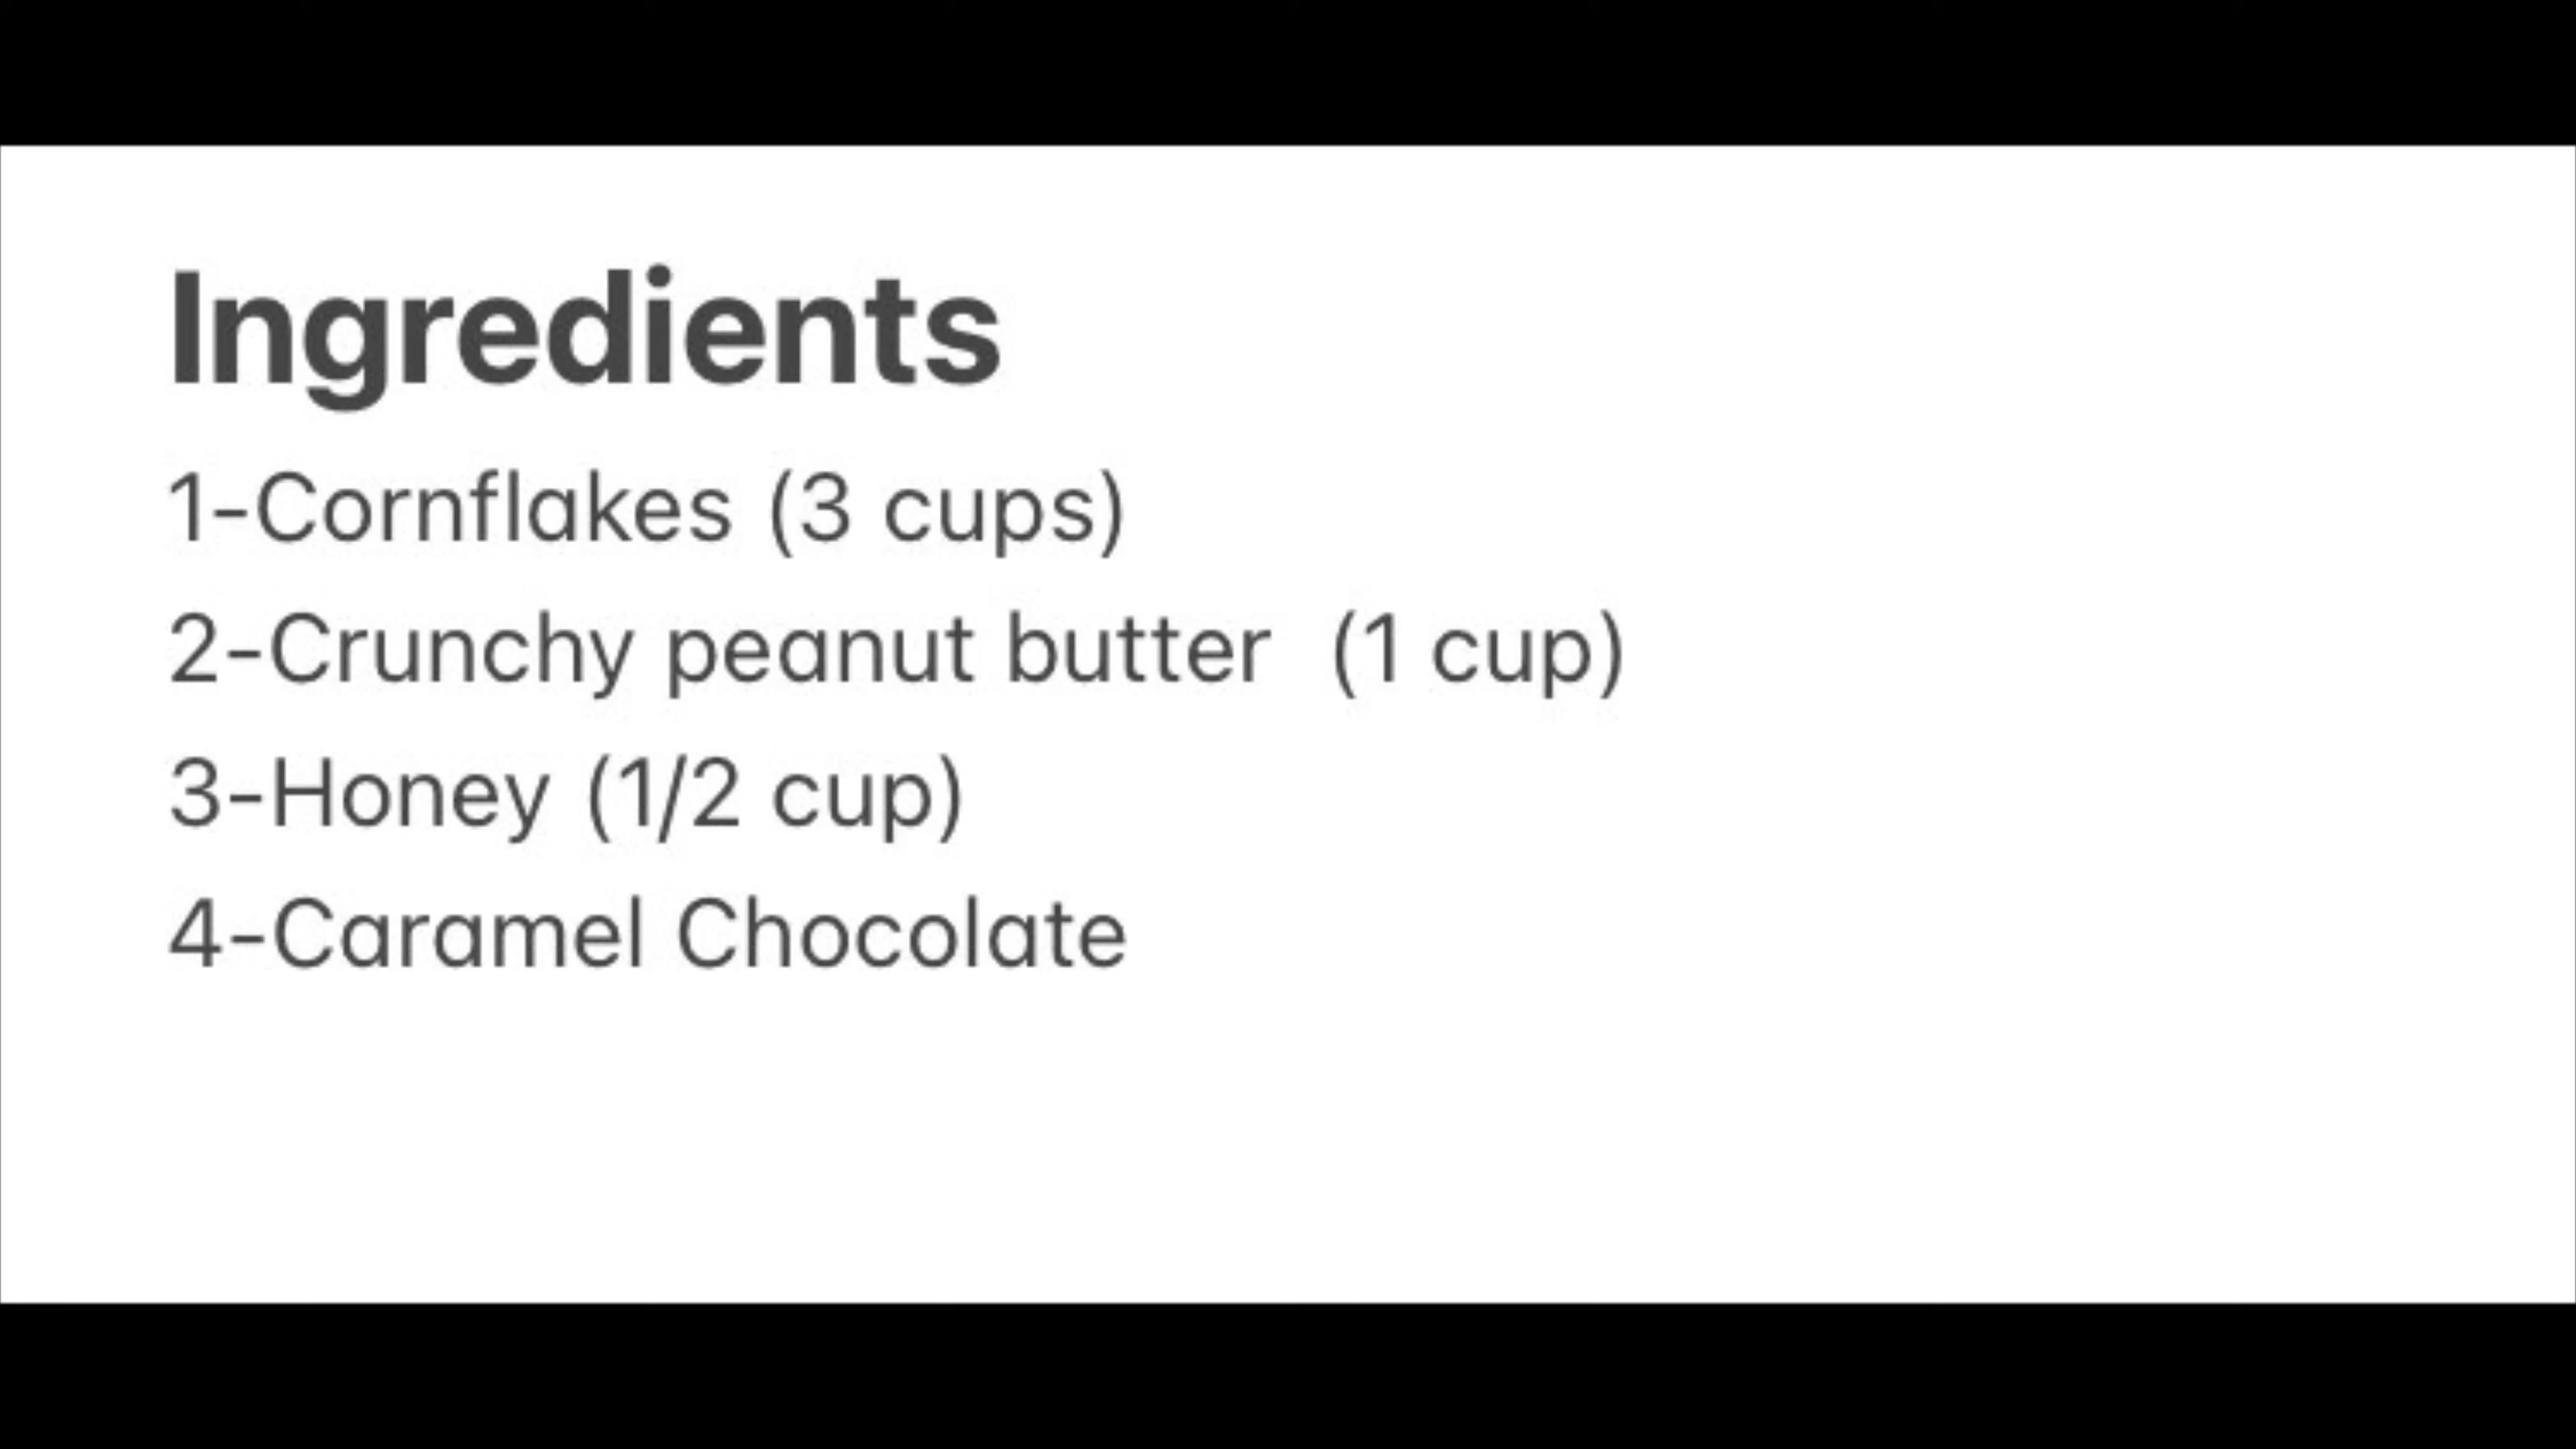 Ingredients
1-Cornflakes (3 cups)
2-Crunchy peanut butter  (1 cup)
3-Honey (1/2 cup)
4-Caramel Chocolate